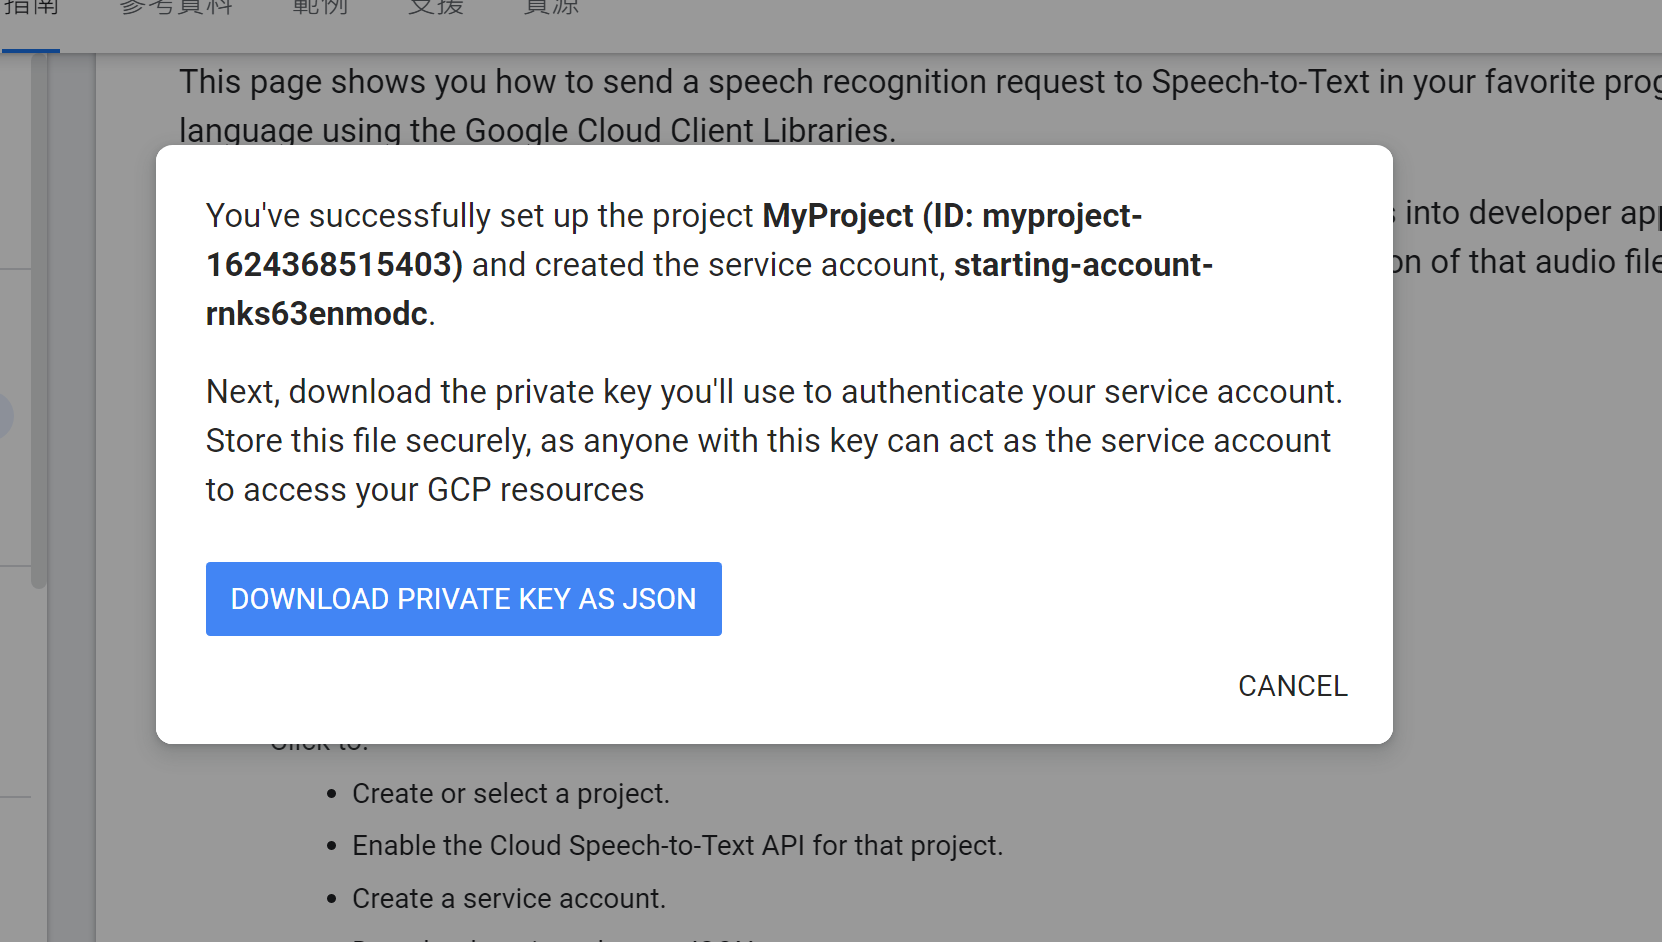 指南 參考資料 範例 支援 資源
This page shows you how to send a speech recognition request to Speech-to-Text in your favorite
language using the Google Cloud Client Libraries.
into developer
of that audio
You've successfully set up the project MyProject (ID: myproject-
1624368515403) and created the service account, starting-account-
rnks63enmodc.
Next, download the private key you'll use to authenticate your service account.
Store this file securely, as anyone with this key can act as the service account
to access your GCP resources
DOWNLOAD PRIVATE KEY AS JSON
CANCEL
Click to:
• Create or select a project.
• Enable the Cloud Speech-to-Text API for that project.
• Create a service account.